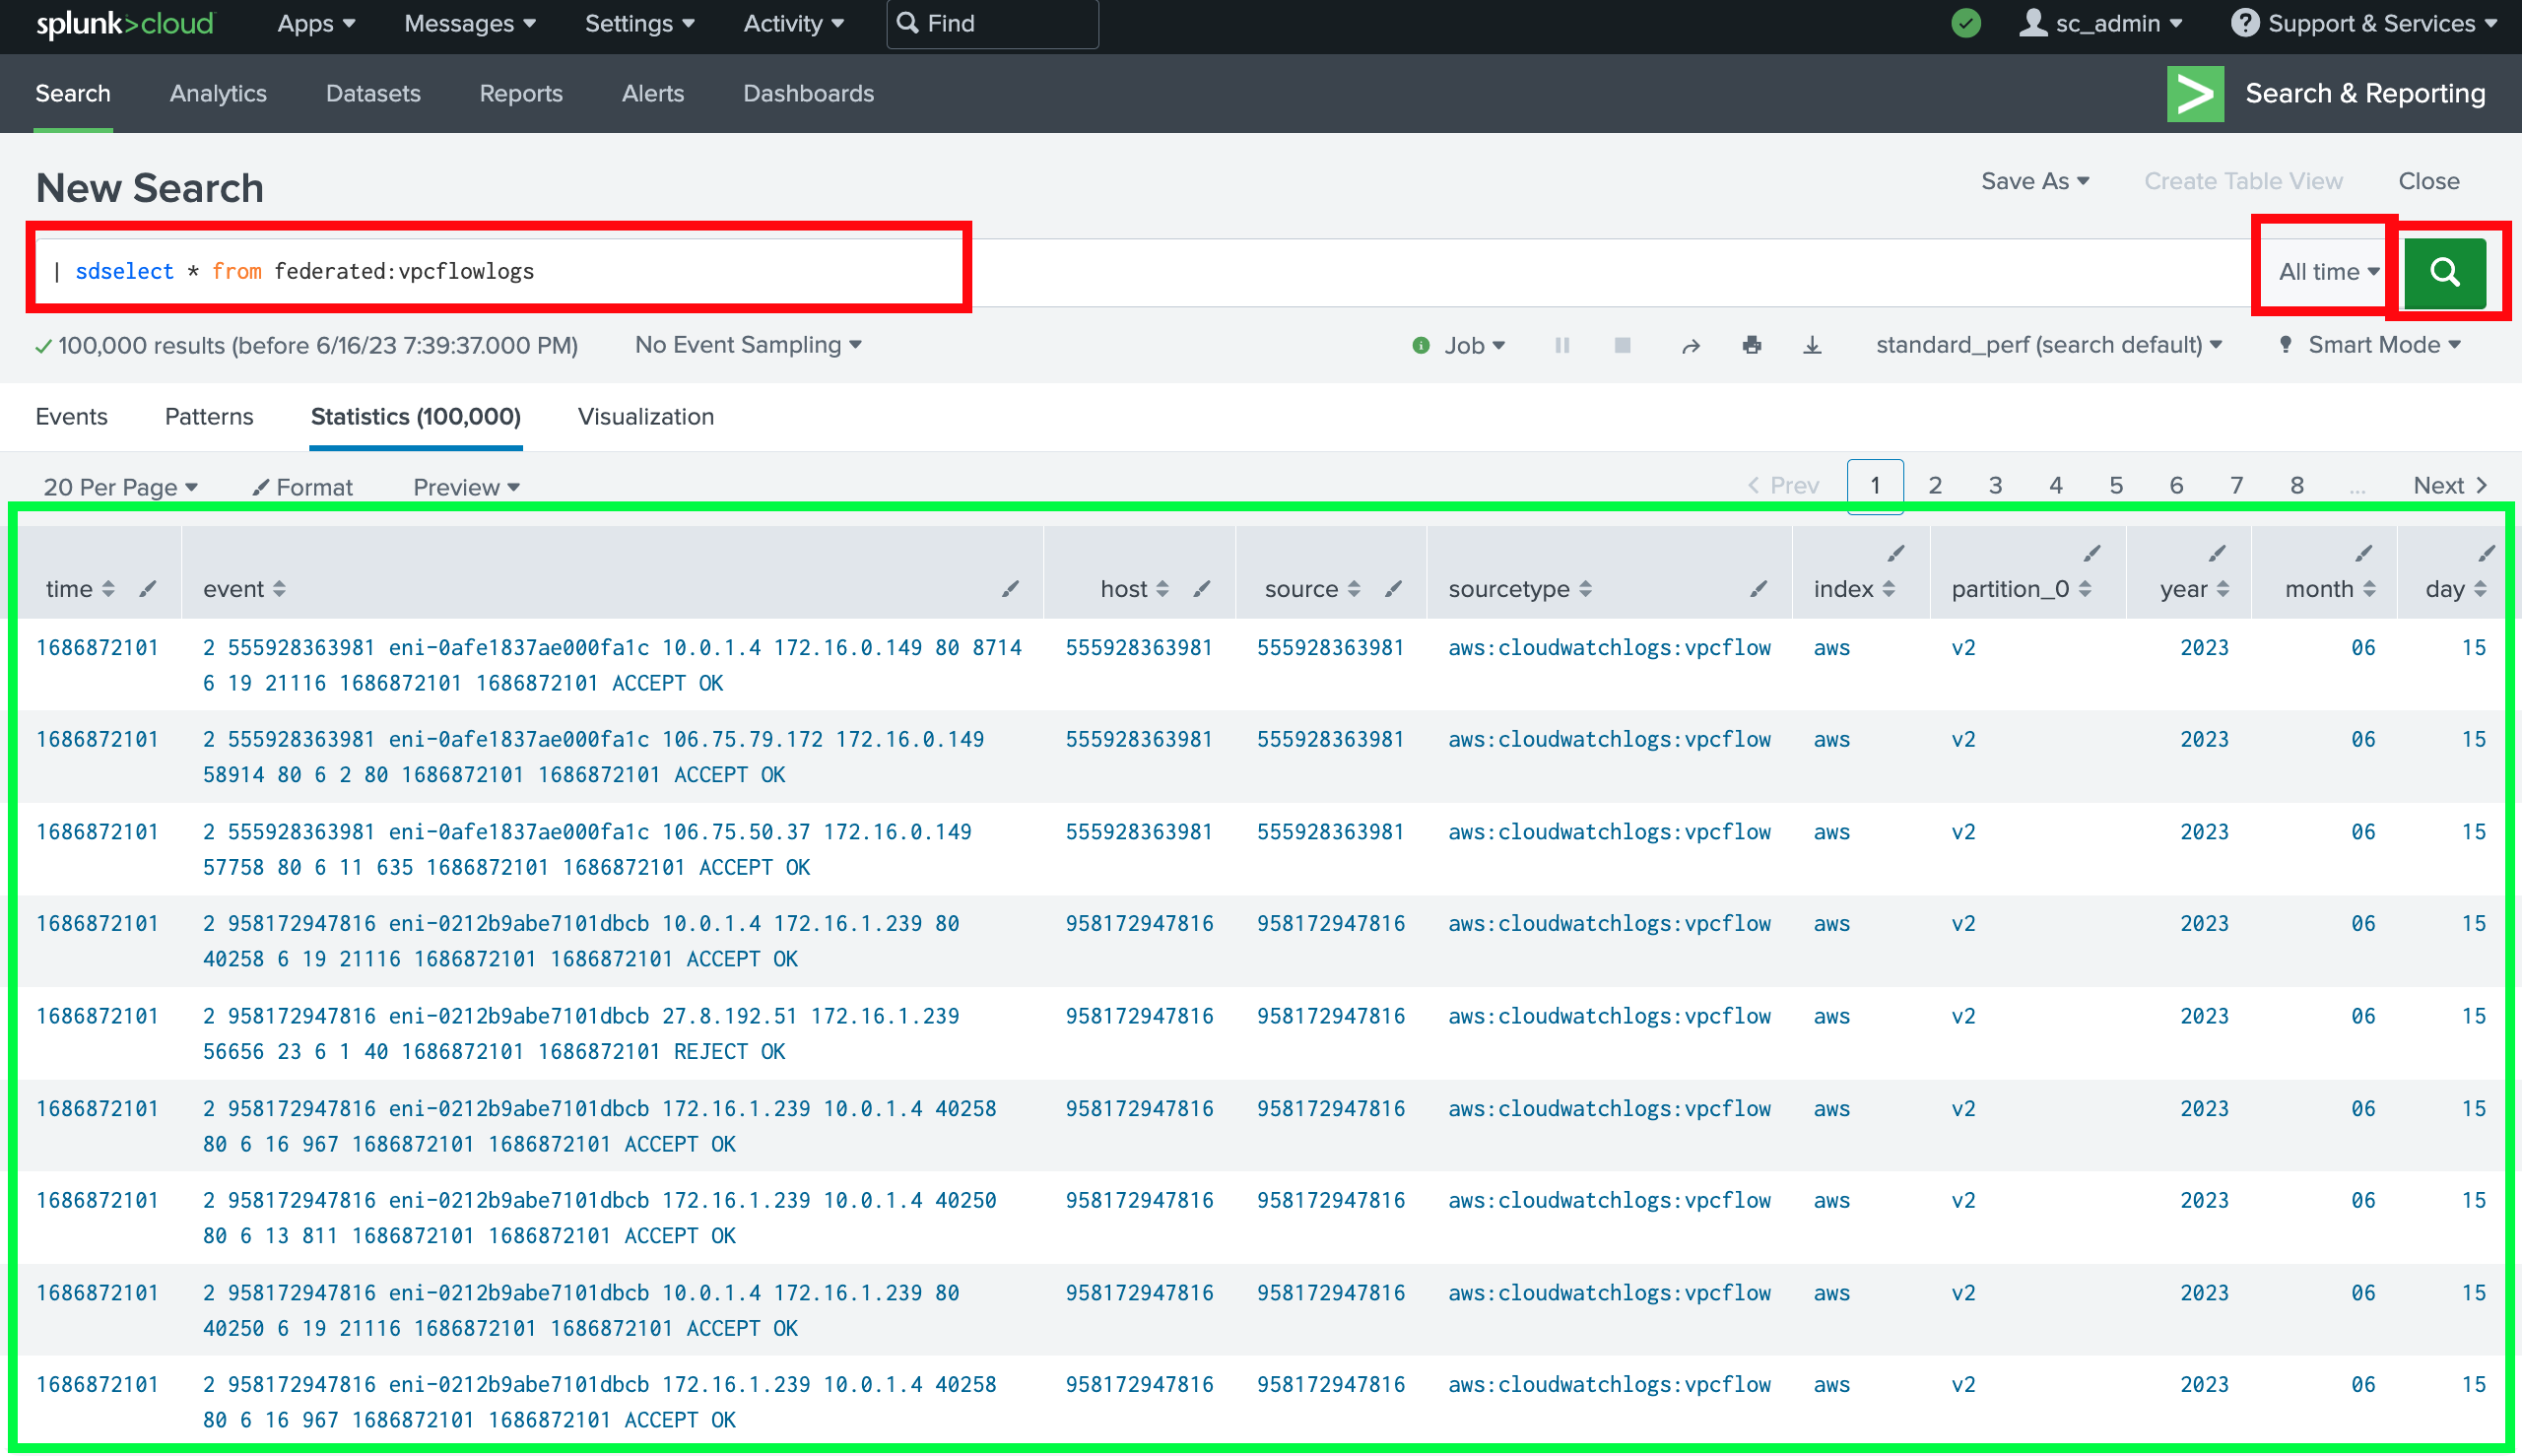 splunk>cloud Apps Messages Settings Activity Find sc_admin Support & Services
Search Analytics Datasets Reports Alerts Dashboards Search & Reporting
New Search Save As Create Table View Close
| sdselect * from federated:vpcflowlogs All time
100,000 results (before 6/16/23 7:39:37.000 PM) No Event Sampling Job standard_perf (search default) Smart Mode
Events Patterns Statistics (100,000) Visualization
20 Per Page Format Preview Prev 1 2 3 4 5 6 7 8 ... Next
time event host source sourcetype index partition_0 year month day
1686872101 2 555928363981 eni-0afe1837ae000fa1c 10.0.1.4 172.16.0.149 80 8714 555928363981 555928363981 aws:cloudwatchlogs:vpcflow aws v2 2023 06 15
6 19 21116 1686872101 1686872101 ACCEPT OK
1686872101 2 555928363981 eni-0afe1837ae000fa1c 106.75.79.172 172.16.0.149 555928363981 555928363981 aws:cloudwatchlogs:vpcflow aws v2 2023 06 15
58914 80 6 2 80 1686872101 1686872101 ACCEPT OK
1686872101 2 555928363981 eni-0afe1837ae000fa1c 106.75.50.37 172.16.0.149 555928363981 555928363981 aws:cloudwatchlogs:vpcflow aws v2 2023 06 15
57758 80 6 11 635 1686872101 1686872101 ACCEPT OK
1686872101 2 958172947816 eni-0212b9abe7101dbcb 10.0.1.4 172.16.1.239 80 958172947816 958172947816 aws:cloudwatchlogs:vpcflow aws v2 2023 06 15
40258 6 19 21116 1686872101 1686872101 ACCEPT OK
1686872101 2 958172947816 eni-0212b9abe7101dbcb 27.8.192.51 172.16.1.239 958172947816 958172947816 aws:cloudwatchlogs:vpcflow aws v2 2023 06 15
56656 23 6 1 40 1686872101 1686872101 REJECT OK
1686872101 2 958172947816 eni-0212b9abe7101dbcb 172.16.1.239 10.0.1.4 40258 958172947816 958172947816 aws:cloudwatchlogs:vpcflow aws v2 2023 06 15
80 6 16 967 1686872101 1686872101 ACCEPT OK
1686872101 2 958172947816 eni-0212b9abe7101dbcb 172.16.1.239 10.0.1.4 40250 958172947816 958172947816 aws:cloudwatchlogs:vpcflow aws v2 2023 06 15
80 6 13 811 1686872101 1686872101 ACCEPT OK
1686872101 2 958172947816 eni-0212b9abe7101dbcb 10.0.1.4 172.16.1.239 80 958172947816 958172947816 aws:cloudwatchlogs:vpcflow aws v2 2023 06 15
40250 6 19 21116 1686872101 1686872101 ACCEPT OK
1686872101 2 958172947816 eni-0212b9abe7101dbcb 172.16.1.239 10.0.1.4 40258 958172947816 958172947816 aws:cloudwatchlogs:vpcflow aws v2 2023 06 15
80 6 16 967 1686872101 1686872101 ACCEPT OK